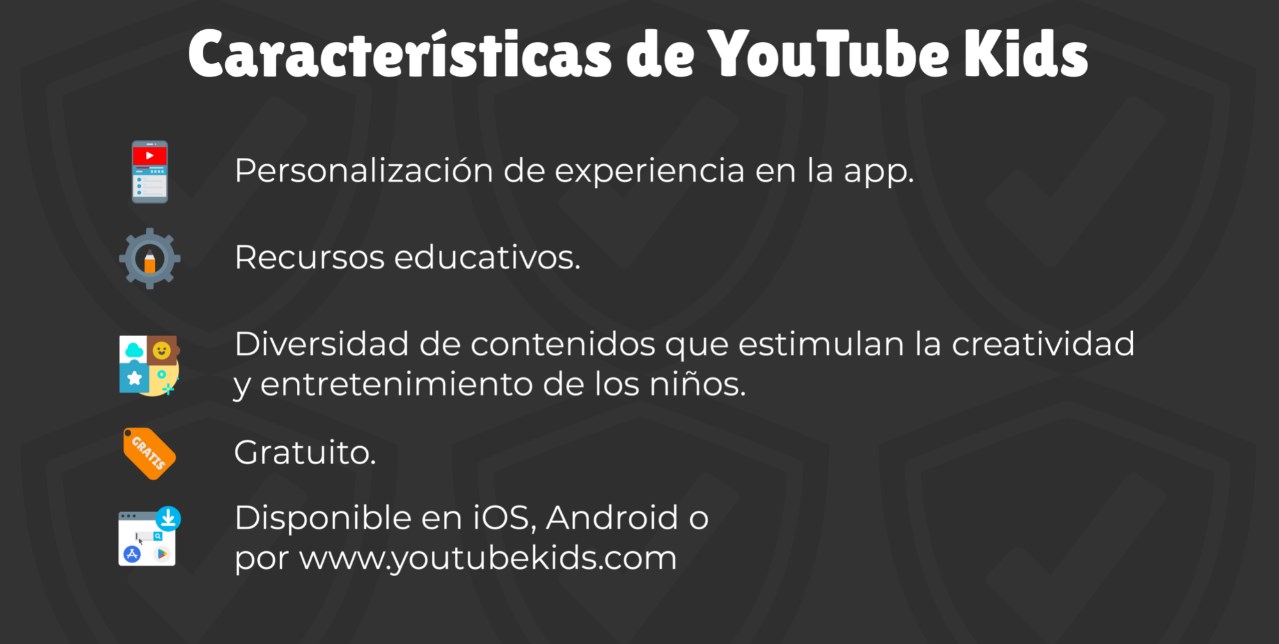 Características de YouTube Kids
Personalización de experiencia en la app.
Recursos educativos.
Diversidad de contenidos que estimulan la creatividad
y entretenimiento de los niños.
GRATIS
Gratuito.
Disponible en iOS, Android o
por www.youtubekids.com